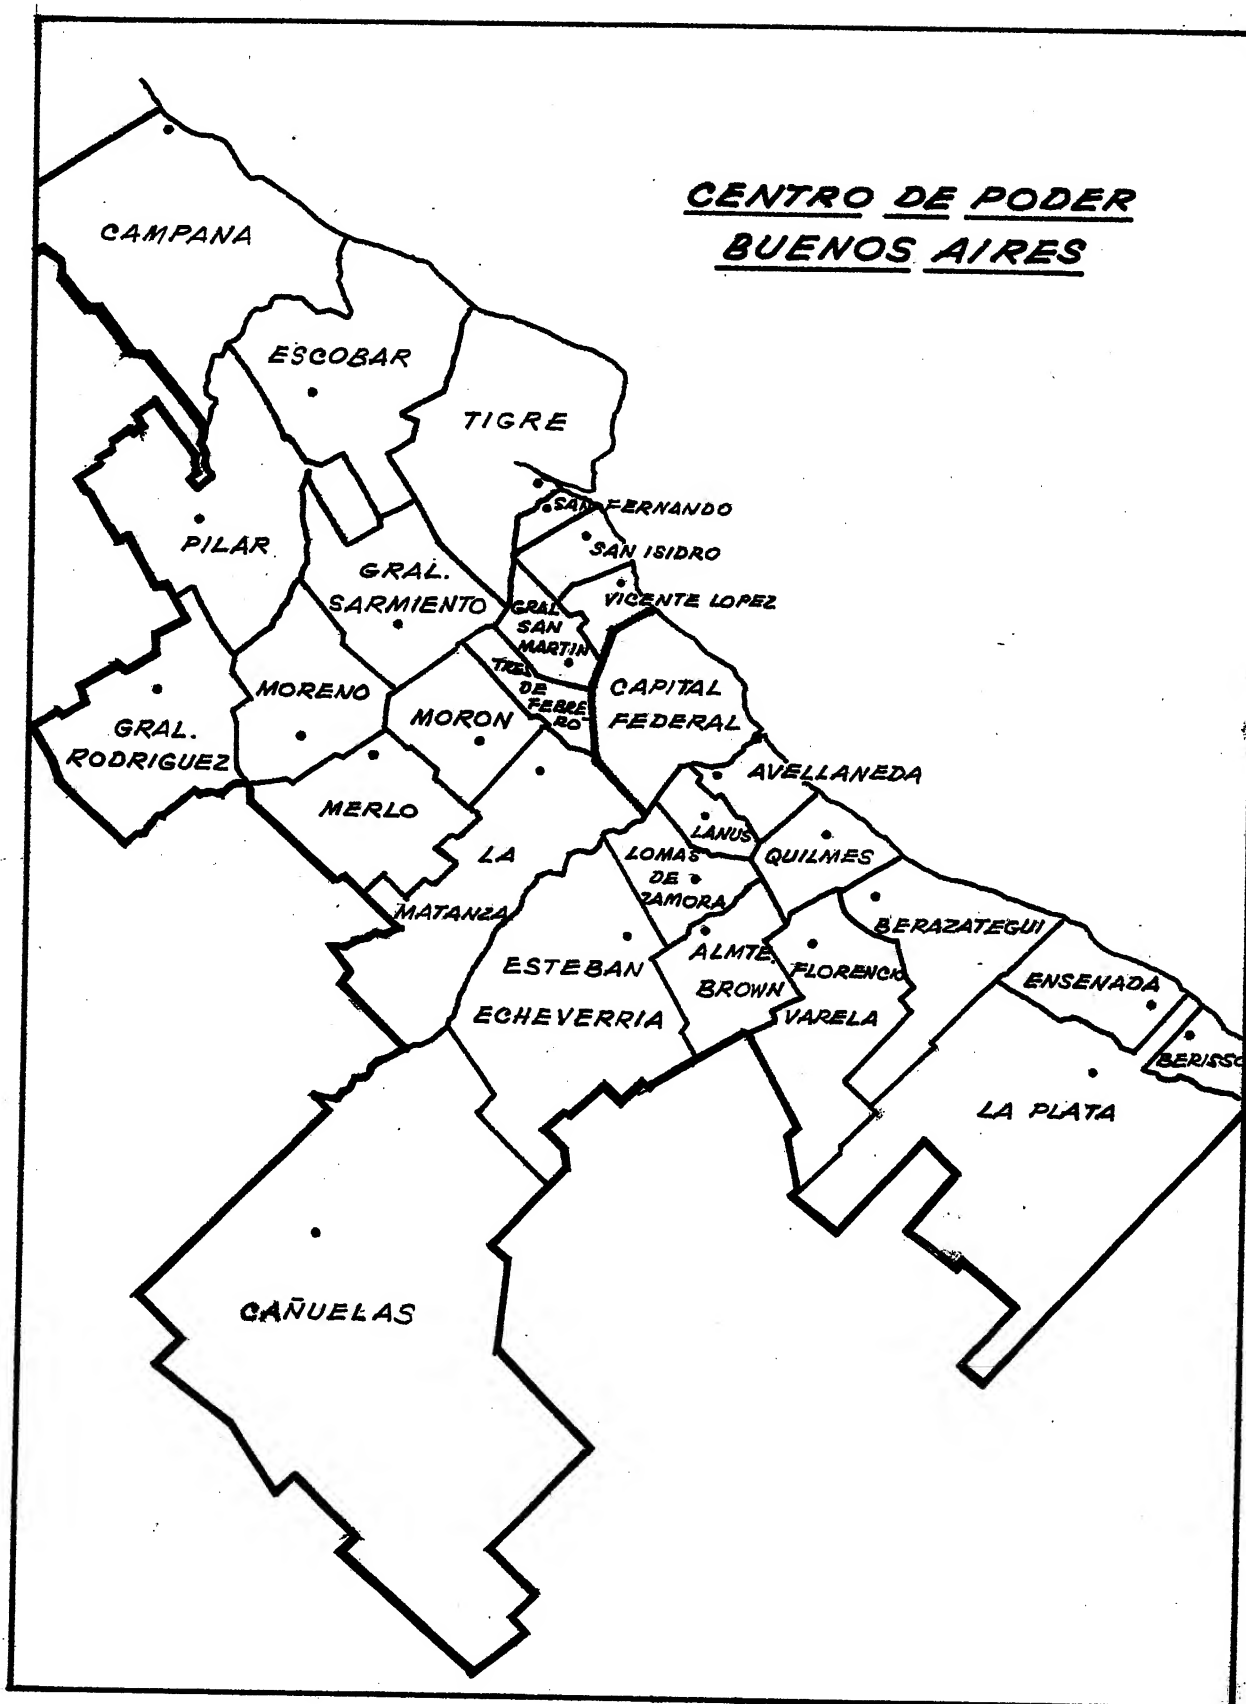 CENTRO DE PODER
BUENOS AIRES
CAMPANA
ESCOBAR
TIGRE
SAN FERNANDO
PILAR
SAN ISIDRO
GRAL.
SARMIENTO
VICENTE LOPEZ
GRAL
SAN
MARTIN
TRES
DE
FEBRE-
RO
CAPITAL
FEDERAL
MORENO
MORON
GRAL.
RODRIGUEZ
AVELLANEDA
MERLO
LANUS
QUILMES
LA
MATANZA
LOMAS
DE
ZAMORA
BERAZATEGUI
ESTEBAN
ECHEVERRIA
ALMTE.
BROWN
FLORENCIO
VARELA
ENSENADA
BERISSO
LA PLATA
CAÑUELAS